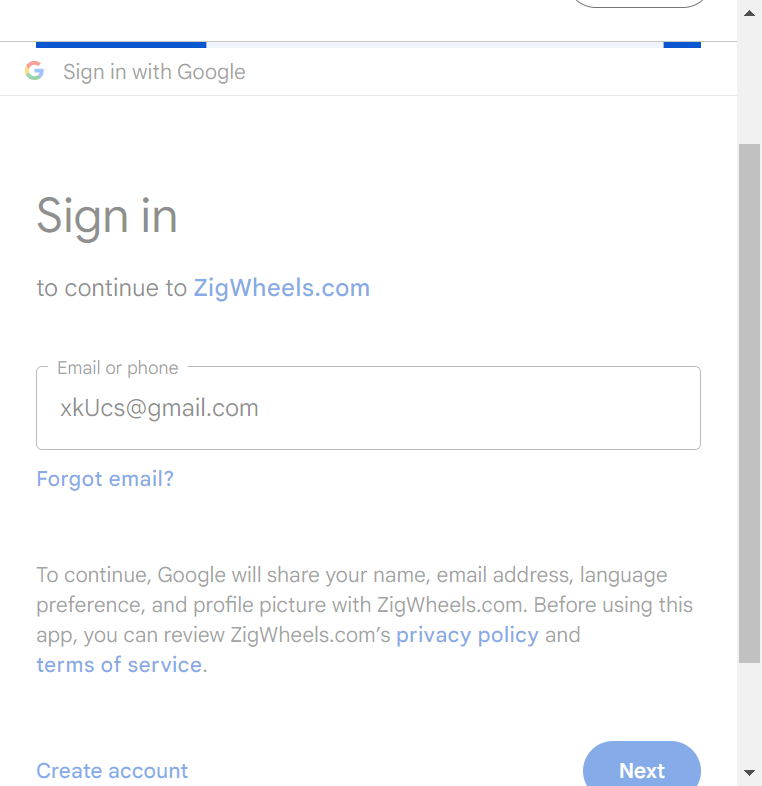 Sign in with Google
Sign in
to continue to ZigWheels.com
Email or phone
xkUcs@gmail.com
Forgot email?
To continue, Google will share your name, email address, language
preference, and profile picture with ZigWheels.com. Before using this
app, you can review ZigWheels.com’s privacy policy and
terms of service.
Create account
Next